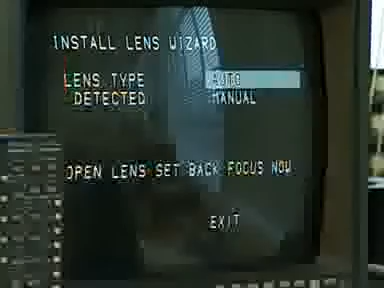 INSTALL LENS WIZARD
LENS TYPE AUTO
DETECTED MANUAL
OPEN LENS SET BACK FOCUS NOW
EXIT